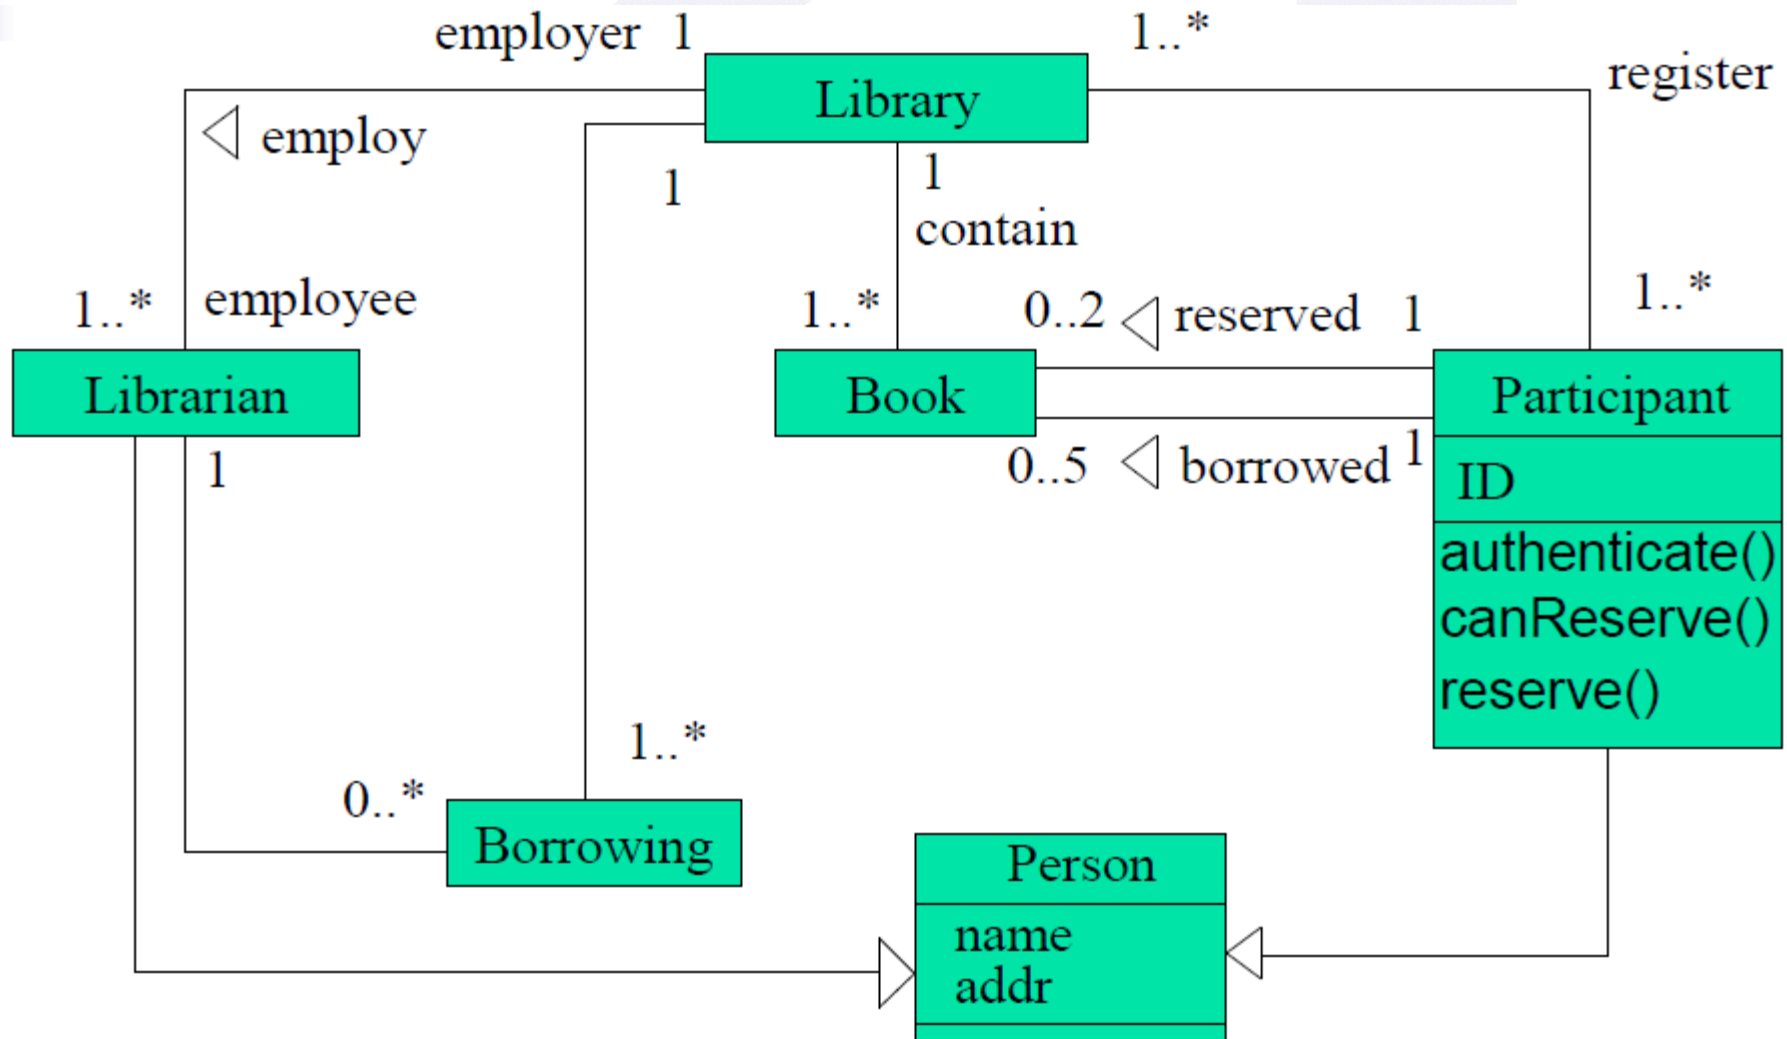 employer 1
1..*
register
Library
employ
1
1
contain
1..*
employee
1..*
0..2
reserved
1
1..*
Librarian
Book
Participant
1
0..5
borrowed
1
ID
authenticate()
canReserve()
reserve()
1..*
0..*
Borrowing
Person
name
addr